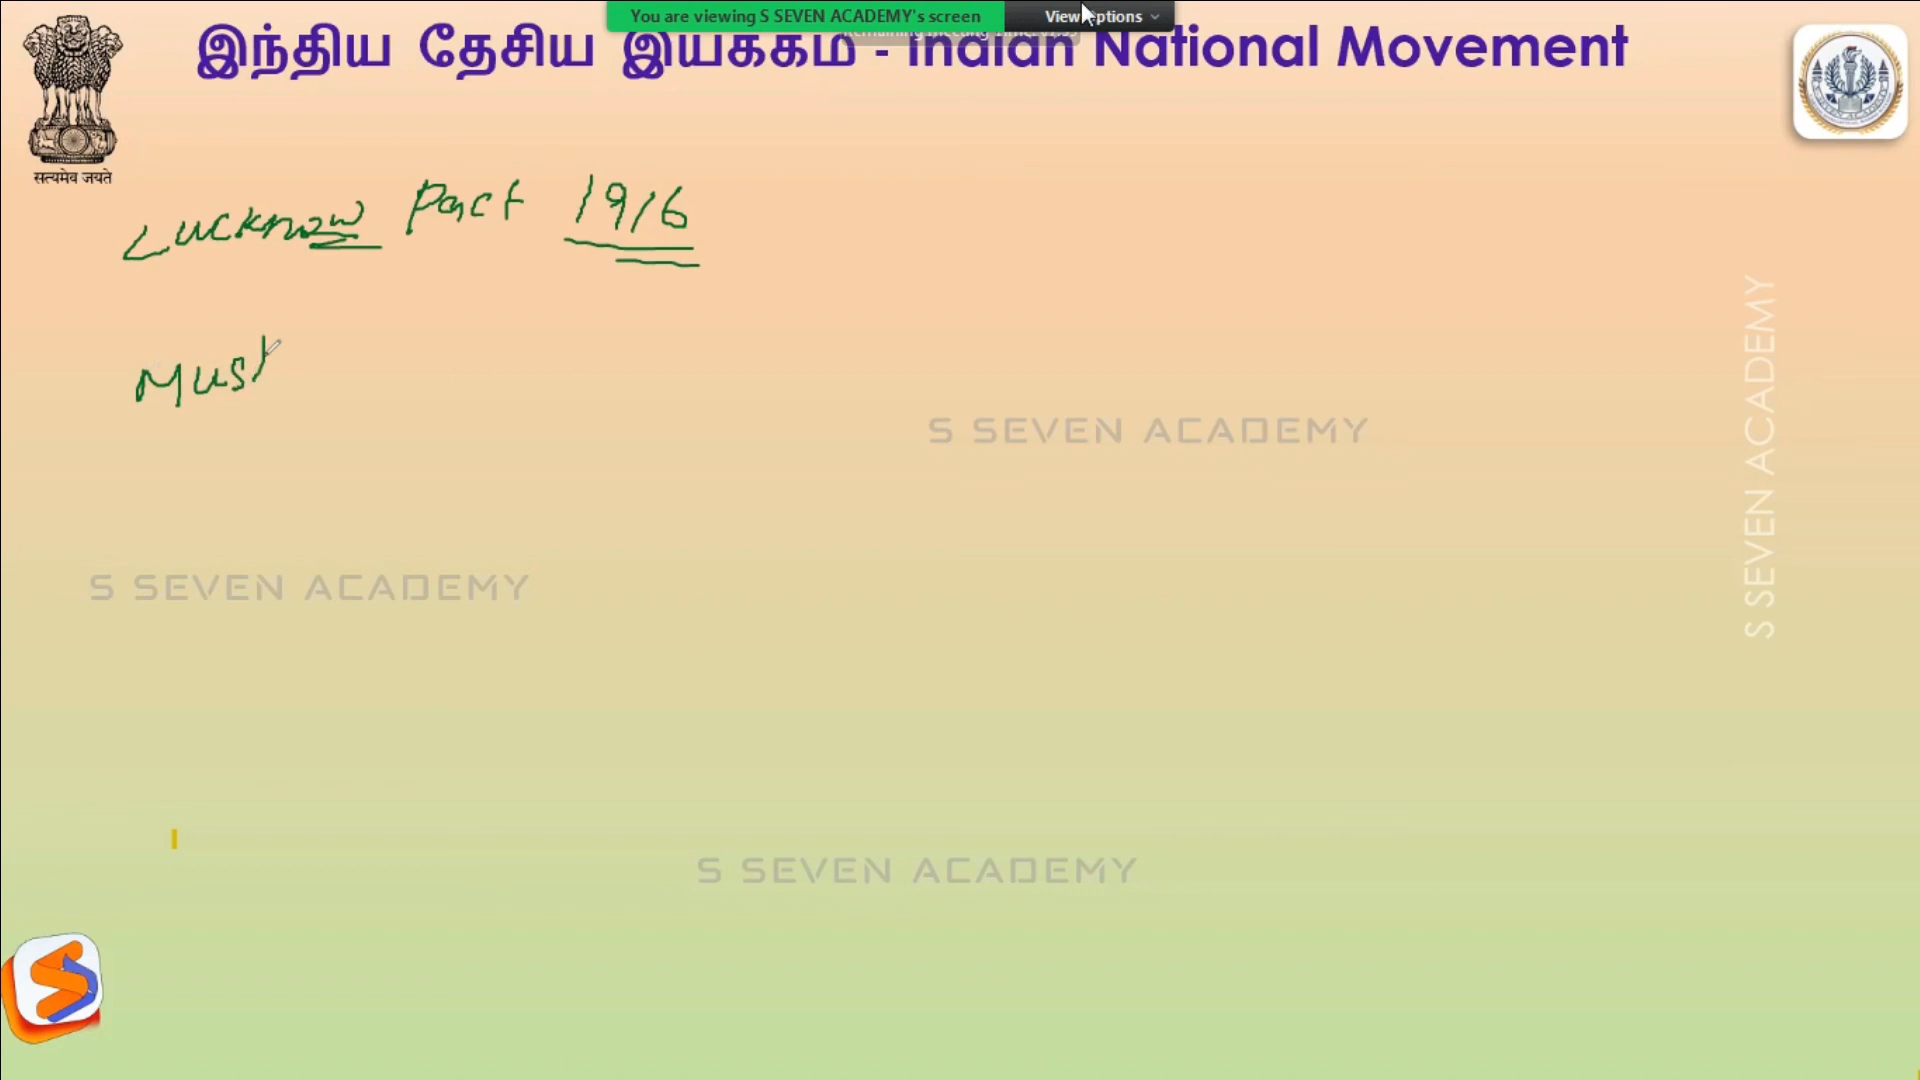 You are viewing S SEVEN ACADEMY's screen
View Options
இந்திய தேசிய இயக்கம் - Indian National Movement
सत्यमेव जयते
Lucknow Pact 1916
Musl
S SEVEN ACADEMY
S SEVEN ACADEMY
S SEVEN ACADEMY
S SEVEN ACADEMY